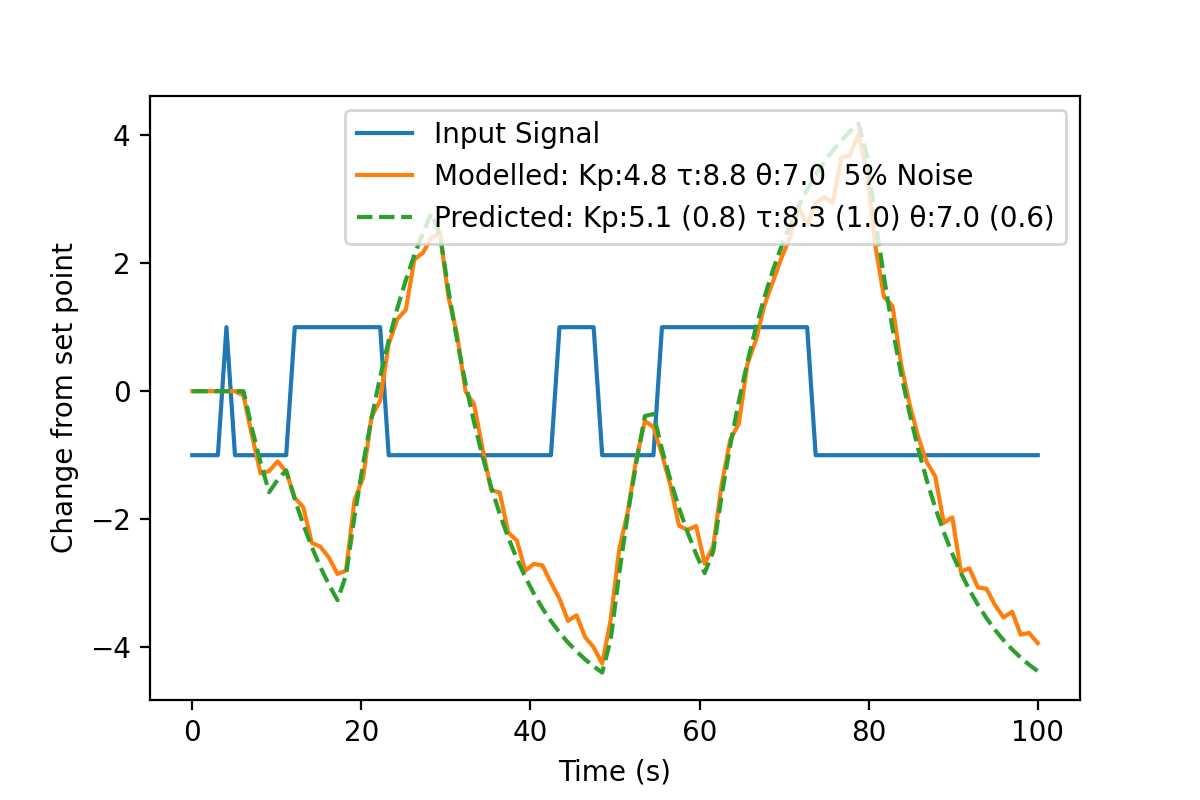 Input Signal
Modelled: Kp:4.8 τ:8.8 θ:7.0  5% Noise
Predicted: Kp:5.1 (0.8) τ:8.3 (1.0) θ:7.0 (0.6)
Change from set point
4
2
0
−2
−4
0 20 40 60 80 100
Time (s)